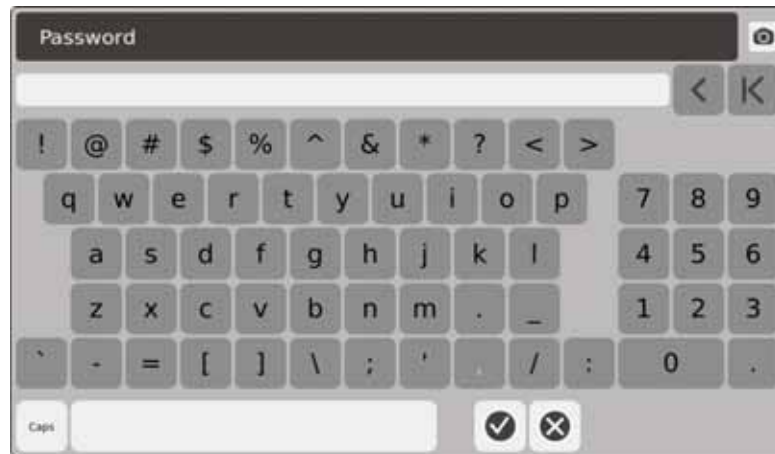 Password
! @ # $ % ^ & * ? < >
q w e r t y u i o p 7 8 9
a s d f g h j k l 4 5 6
z x c v b n m . _ 1 2 3
` - = [ ] \ ; ' , / : 0 .
Caps